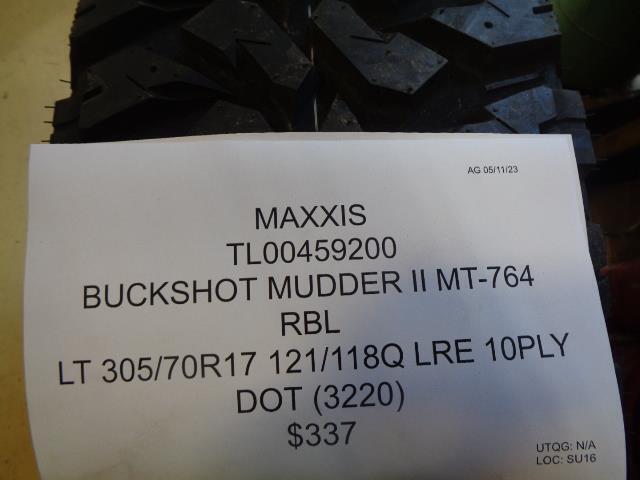 AG 05/11/23
MAXXIS
TL00459200
BUCKSHOT MUDDER II MT-764
RBL
LT 305/70R17 121/118Q LRE 10PLY
DOT (3220)
$337
UTQG: N/A
LOC: SU16